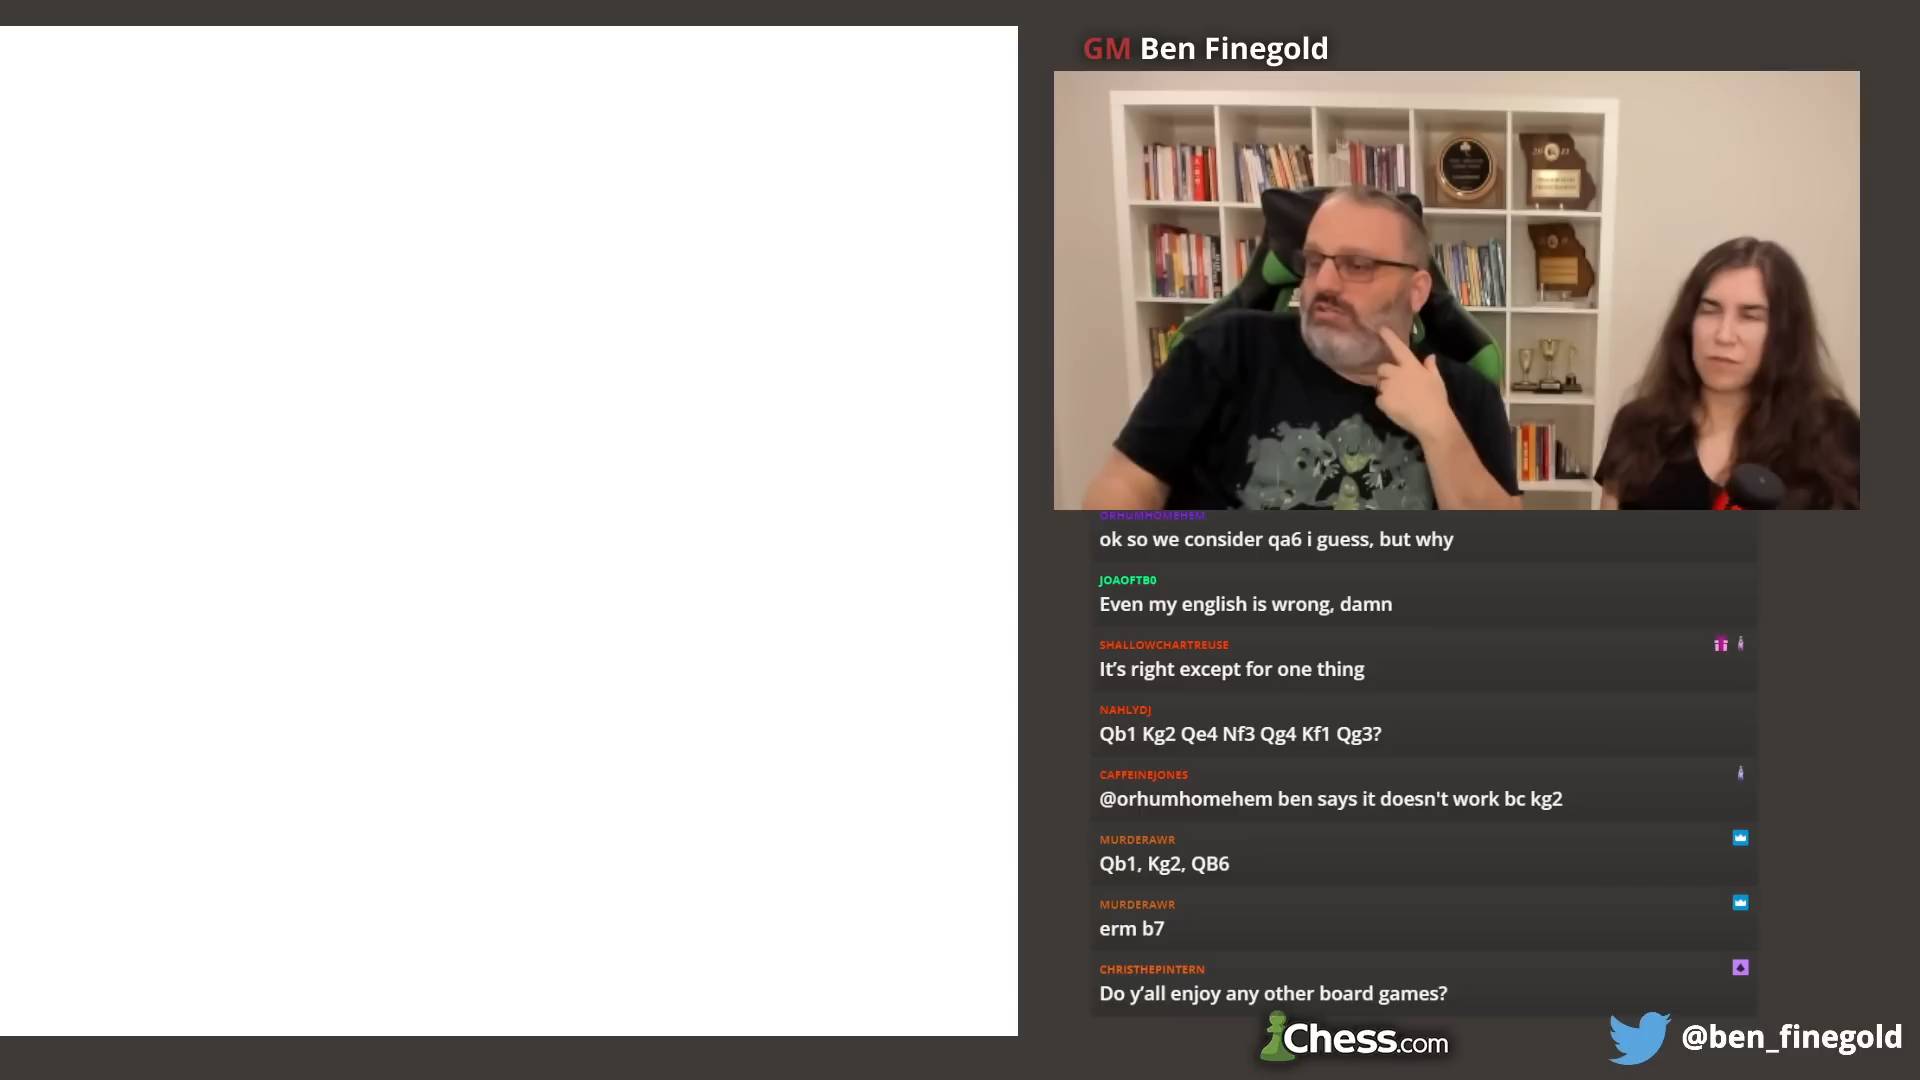 GM Ben Finegold
ORHUMHOMEHEM
ok so we consider qa6 i guess, but why
JOAOFTB0
Even my english is wrong, damn
SHALLOWCHARTREUSE
It’s right except for one thing
NAHLYDJ
Qb1 Kg2 Qe4 Nf3 Qg4 Kf1 Qg3?
CAFFEINEJONES
@orhumhomehem ben says it doesn't work bc kg2
MURDERAWR
Qb1, Kg2, QB6
MURDERAWR
erm b7
CHRISTHEPINTERN
Do y’all enjoy any other board games?
Chess.com
@ben_finegold